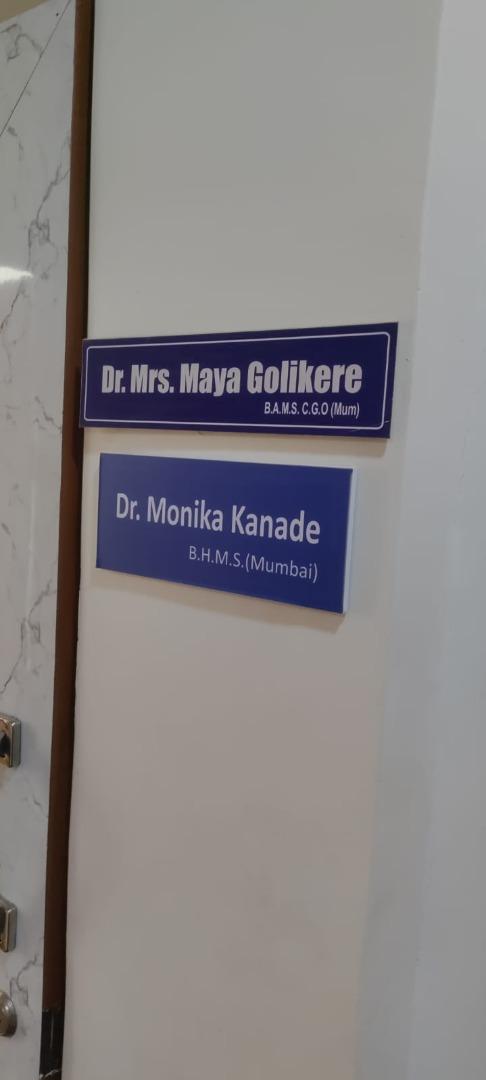 Dr. Mrs. Maya Golikere
B.A.M.S. C.G.O (Mum)
Dr. Monika Kanade
B.H.M.S.(Mumbai)